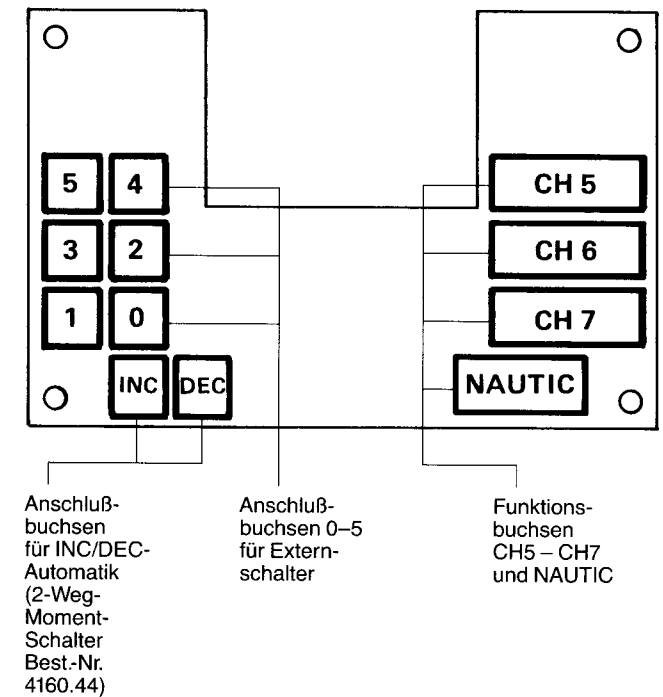 5 4
CH 5
3 2
CH 6
1 0
CH 7
INC DEC
NAUTIC
Anschluß-
buchsen
für INC/DEC-
Automatik
(2-Weg-
Moment-
Schalter
Best.-Nr.
4160.44)
Anschluß-
buchsen 0–5
für Extern-
schalter
Funktions-
buchsen
CH5 – CH7
und NAUTIC